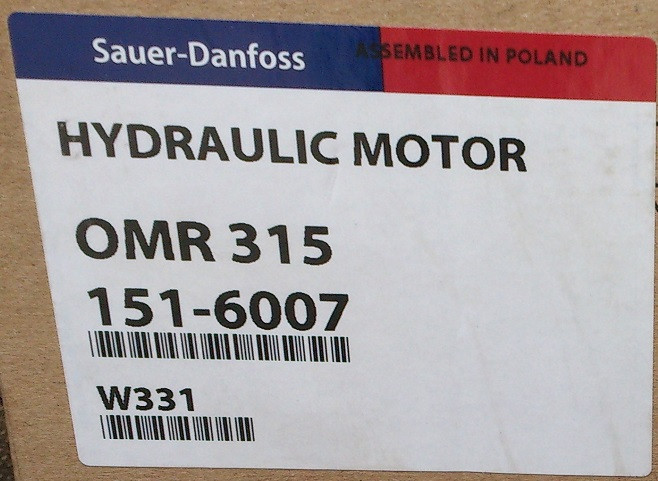 Sauer-Danfoss
ASSEMBLED IN POLAND
HYDRAULIC MOTOR
OMR 315
151-6007
W331